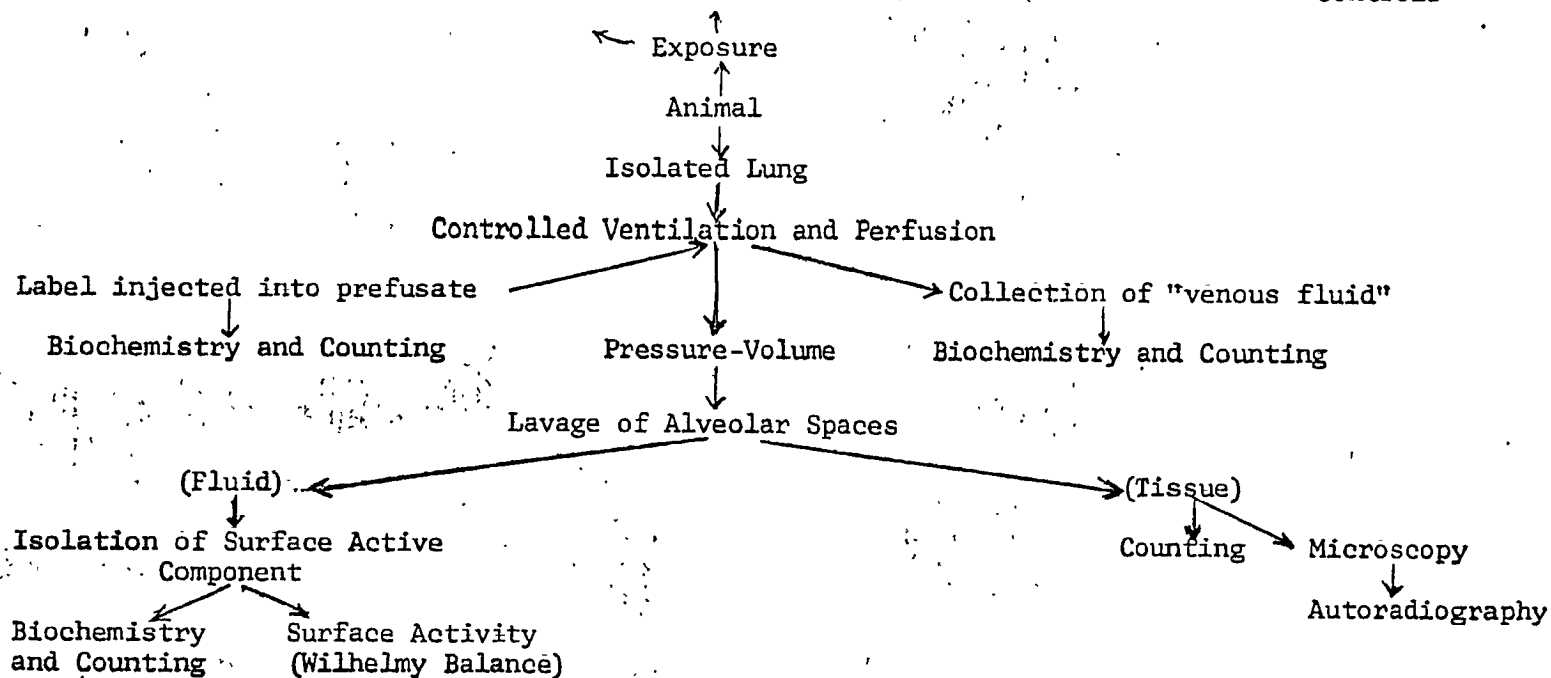 Exposure
Animal
Isolated Lung
Controlled Ventilation and Perfusion
Label injected into prefusate
Collection of "venous fluid"
Biochemistry and Counting
Pressure-Volume
Biochemistry and Counting
Lavage of Alveolar Spaces
(Fluid)
(Tissue)
Isolation of Surface Active
Component
Counting
Microscopy
Autoradiography
Biochemistry
and Counting
Surface Activity
(Wilhelmy Balance)